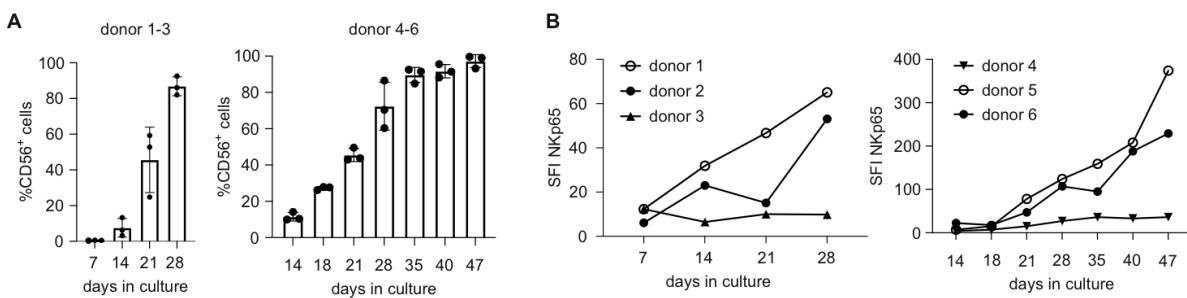 A
donor 1-3
%CD56⁺ cells
100
80
60
40
20
0
7 14 21 28
days in culture
donor 4-6
%CD56⁺ cells
100
80
60
40
20
0
14 18 21 28 35 40 47
days in culture
B
SFI NKp65
80
60
40
20
0
donor 1
donor 2
donor 3
7 14 21 28
days in culture
SFI NKp65
400
300
200
100
0
donor 4
donor 5
donor 6
14 18 21 28 35 40 47
days in culture